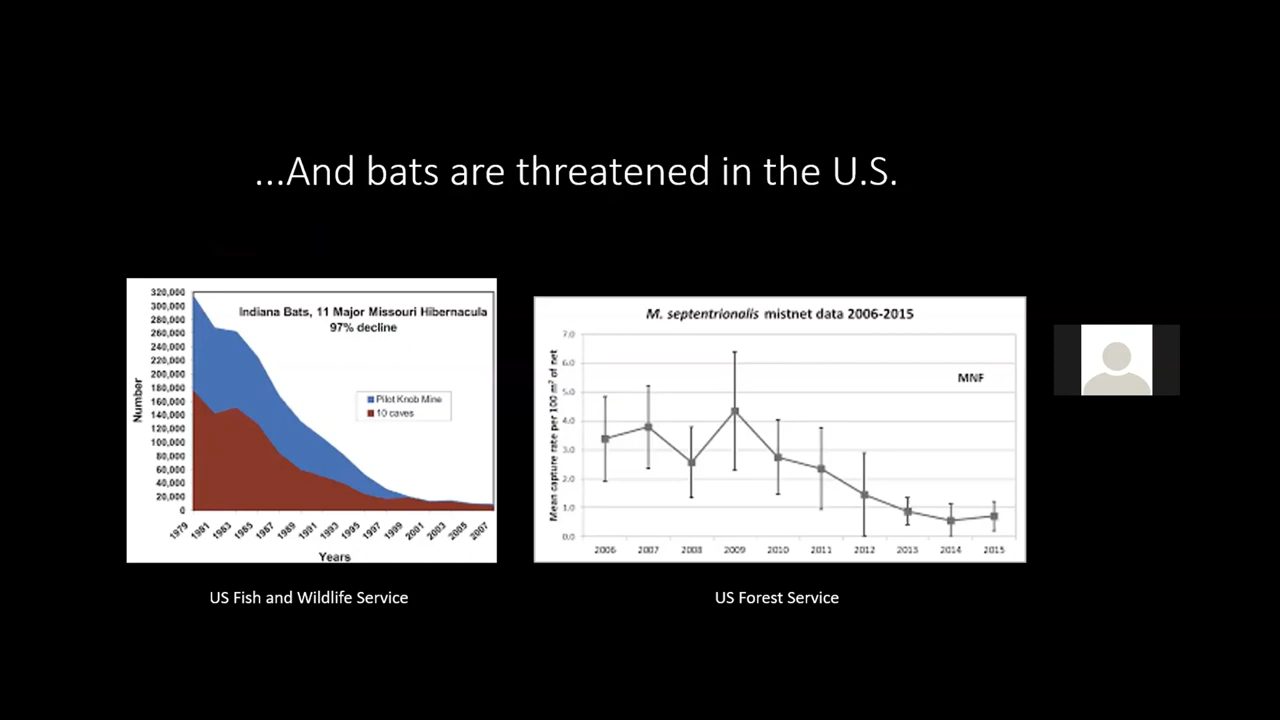 ...And bats are threatened in the U.S.
320,000
300,000
280,000
260,000
240,000
220,000
200,000
180,000
160,000
140,000
120,000
100,000
80,000
60,000
40,000
20,000
0
Number
Indiana Bats, 11 Major Missouri Hibernacula
97% decline
Pilot Knob Mine
10 caves
1979 1981 1983 1985 1987 1989 1991 1993 1995 1997 1999 2001 2003 2005 2007
Years
US Fish and Wildlife Service
M. septentrionalis mistnet data 2006-2015
MNF
Mean capture rate per 100 m² of net
7.0
6.0
5.0
4.0
3.0
2.0
1.0
0.0
2006 2007 2008 2009 2010 2011 2012 2013 2014 2015
US Forest Service